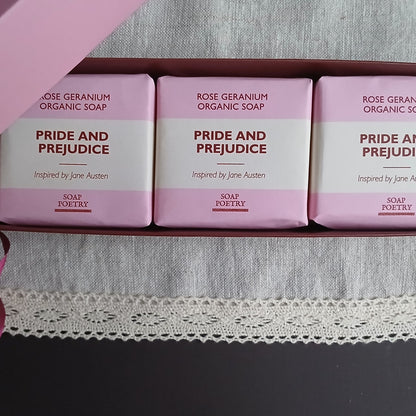 ROSE GERANIUM
ORGANIC SOAP
PRIDE AND
PREJUDICE
Inspired by Jane Austen
SOAP
POETRY
ROSE GERANIUM
ORGANIC SOAP
PRIDE AND
PREJUDICE
Inspired by Jane Austen
SOAP
POETRY
ROSE GERANIUM
ORGANIC SOAP
PRIDE AND
PREJUDICE
Inspired by Jane Austen
SOAP
POETRY